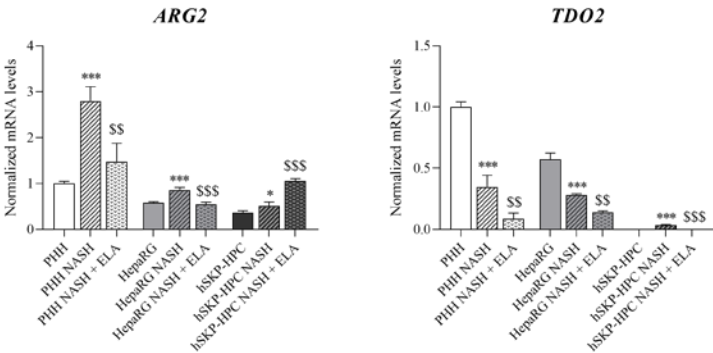 ARG2
Normalized mRNA levels
4
3
2
1
0
***
$$
***
$$$
*
$$$
PHH
PHH NASH
PHH NASH + ELA
HepaRG
HepaRG NASH
HepaRG NASH + ELA
hSKP-HPC
hSKP-HPC NASH
hSKP-HPC NASH + ELA
TDO2
Normalized mRNA levels
1.5
1.0
0.5
0.0
***
$$
***
$$
***
$$$
PHH
PHH NASH
PHH NASH + ELA
HepaRG
HepaRG NASH
HepaRG NASH + ELA
hSKP-HPC
hSKP-HPC NASH
hSKP-HPC NASH + ELA